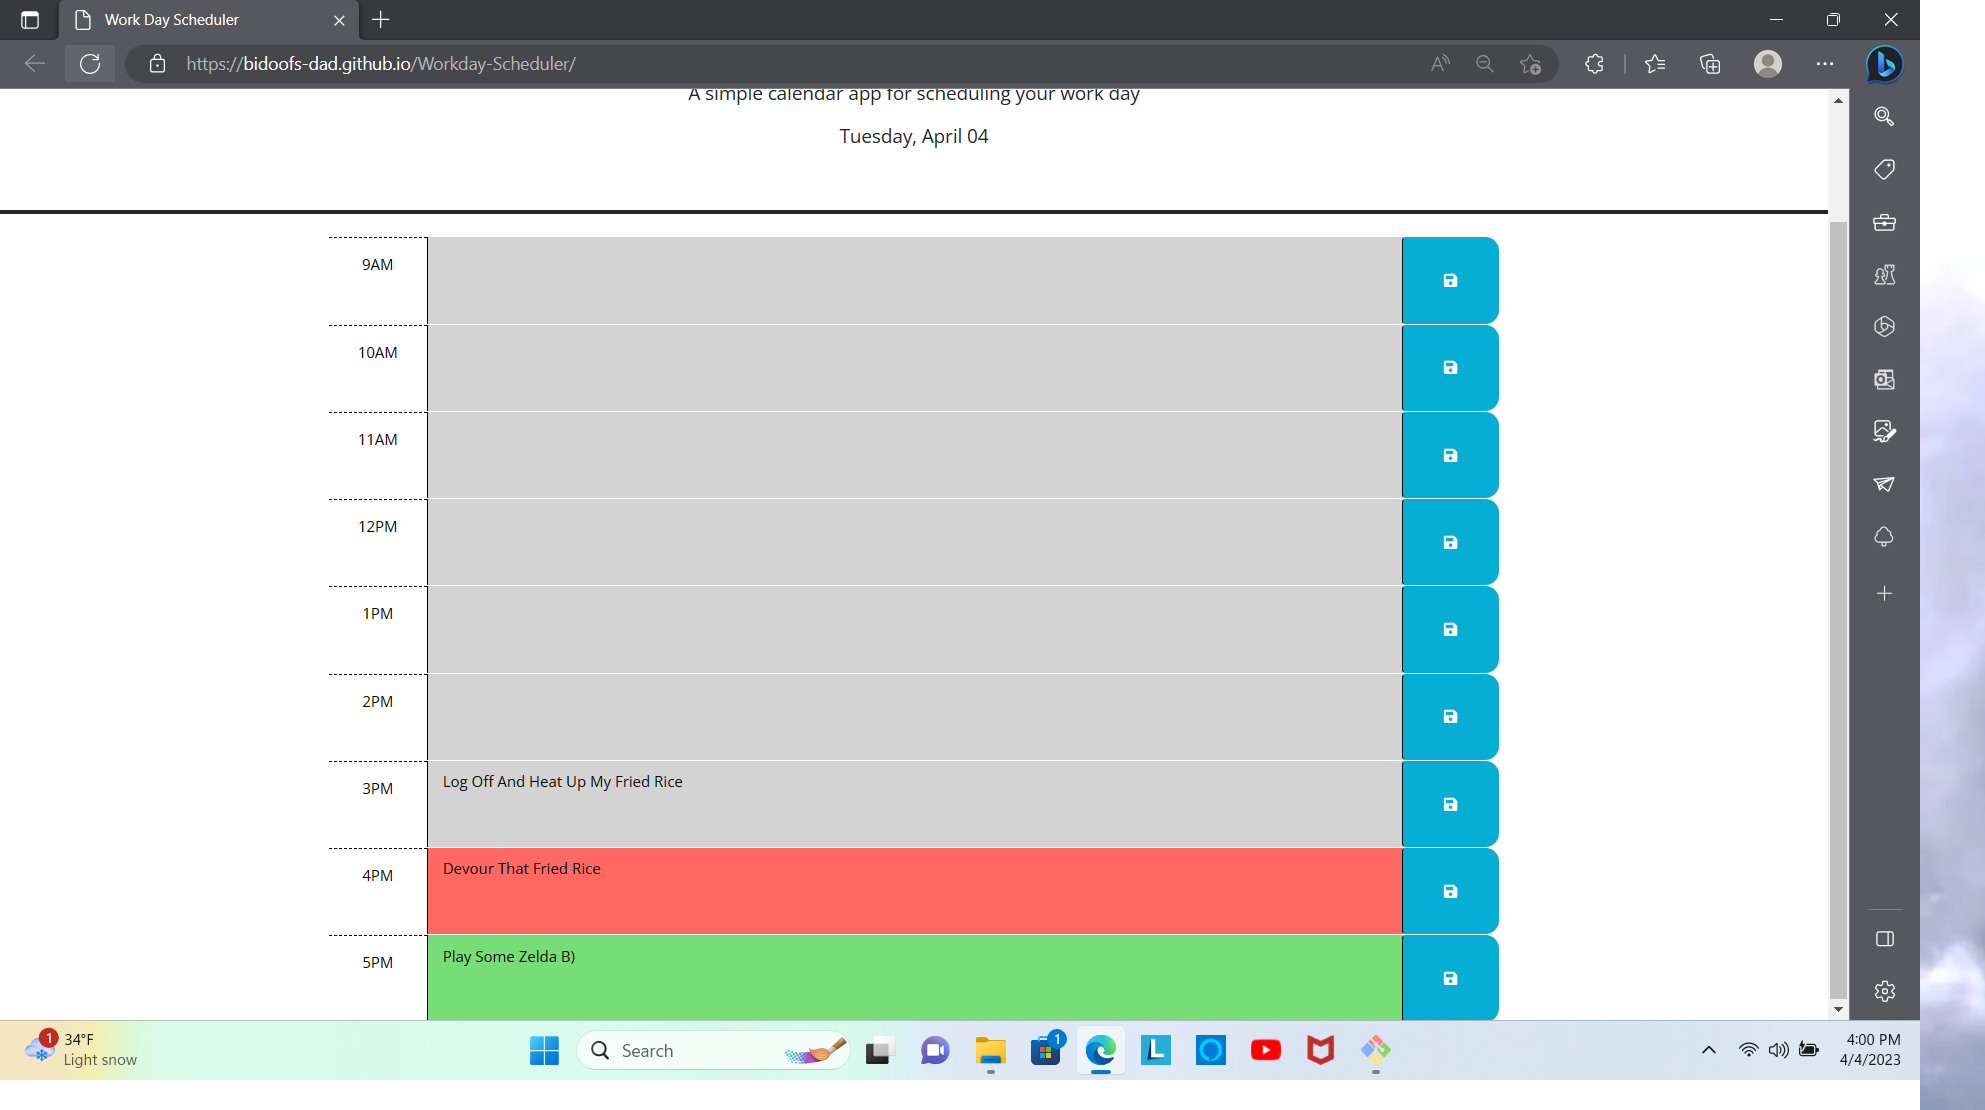 Work Day Scheduler
https://bidoofs-dad.github.io/Workday-Scheduler/
A simple calendar app for scheduling your work day
Tuesday, April 04
9AM
10AM
11AM
12PM
1PM
2PM
3PM
Log Off And Heat Up My Fried Rice
4PM
Devour That Fried Rice
5PM
Play Some Zelda B)
1
34°F
Light snow
Search
1
L
4:00 PM
4/4/2023